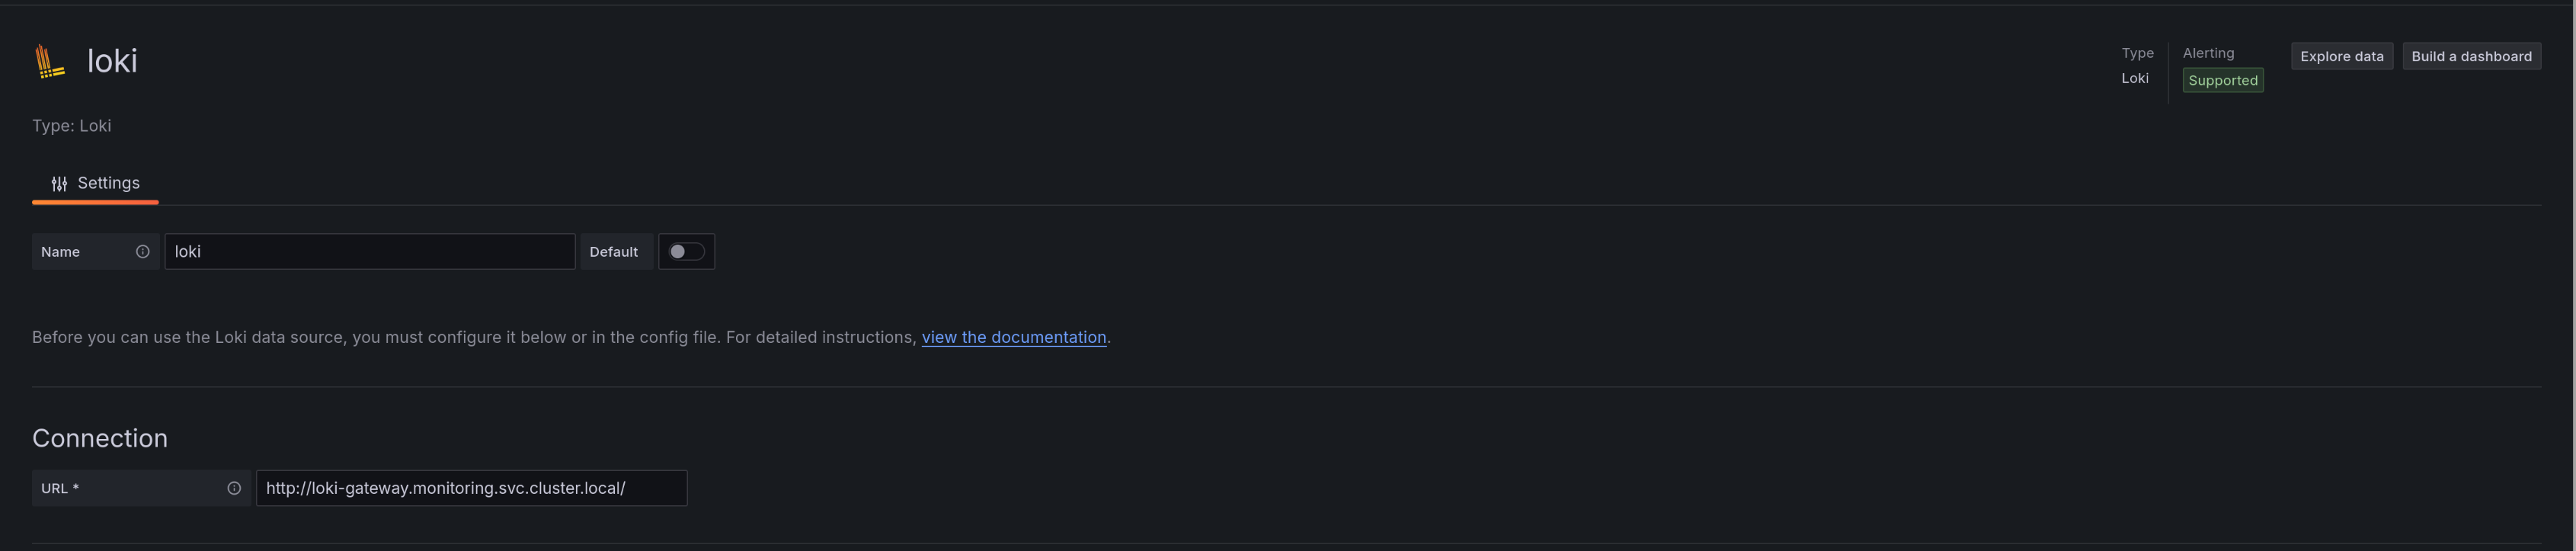 loki
Type
Loki
Alerting
Supported
Explore data
Build a dashboard
Type: Loki
Settings
Name
loki
Default
Before you can use the Loki data source, you must configure it below or in the config file. For detailed instructions, view the documentation.
Connection
URL *
http://loki-gateway.monitoring.svc.cluster.local/